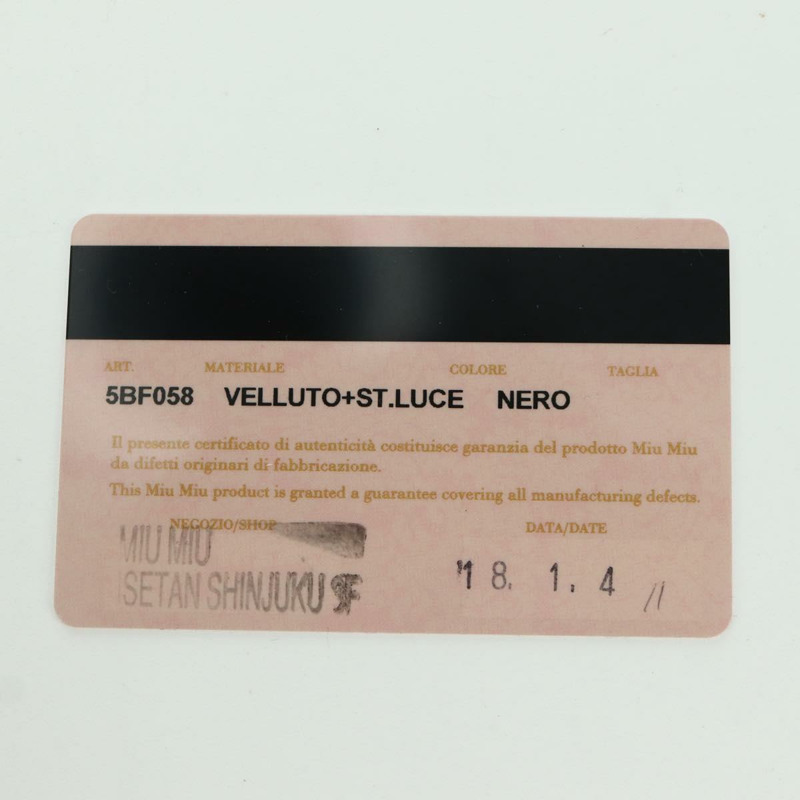 ART. MATERIALE COLORE TAGLIA
5BF058 VELLUTO+ST.LUCE NERO
Il presente certificato di autenticità costituisce garanzia del prodotto Miu Miu
da difetti originari di fabbricazione.
This Miu Miu product is granted a guarantee covering all manufacturing defects.
NEGOZIO/SHOP DATA/DATE
MIU MIU
ISETAN SHINJUKU
'18. 1. 4